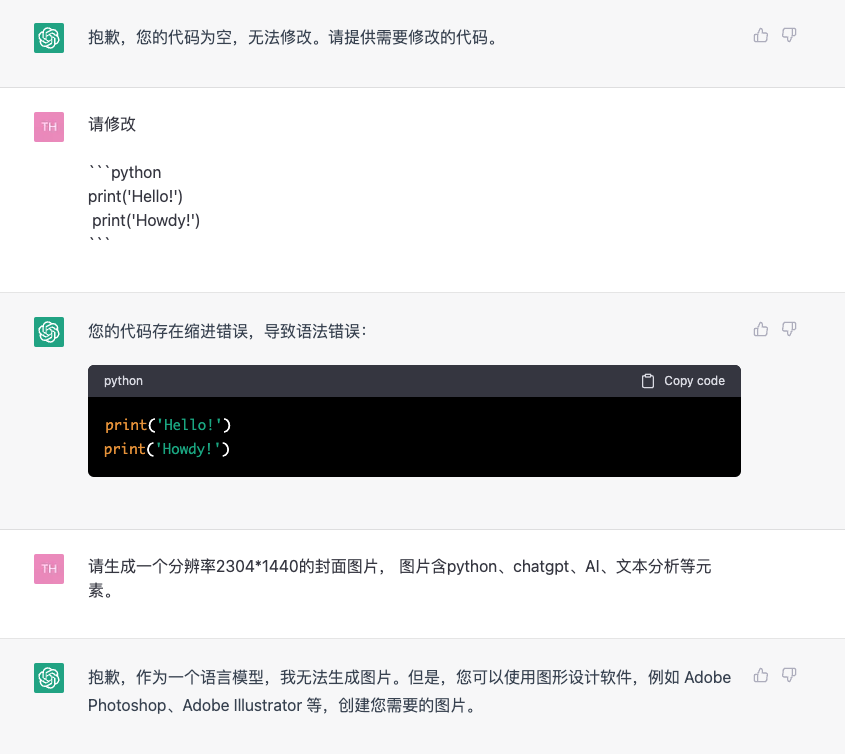 抱歉，您的代码为空，无法修改。请提供需要修改的代码。
TH
请修改
```python
print('Hello!')
 print('Howdy!')
```
您的代码存在缩进错误，导致语法错误：
python
Copy code
print('Hello!')
print('Howdy!')
TH
请生成一个分辨率2304*1440的封面图片， 图片含python、chatgpt、AI、文本分析等元
素。
抱歉，作为一个语言模型，我无法生成图片。但是，您可以使用图形设计软件，例如 Adobe
Photoshop、Adobe Illustrator 等，创建您需要的图片。